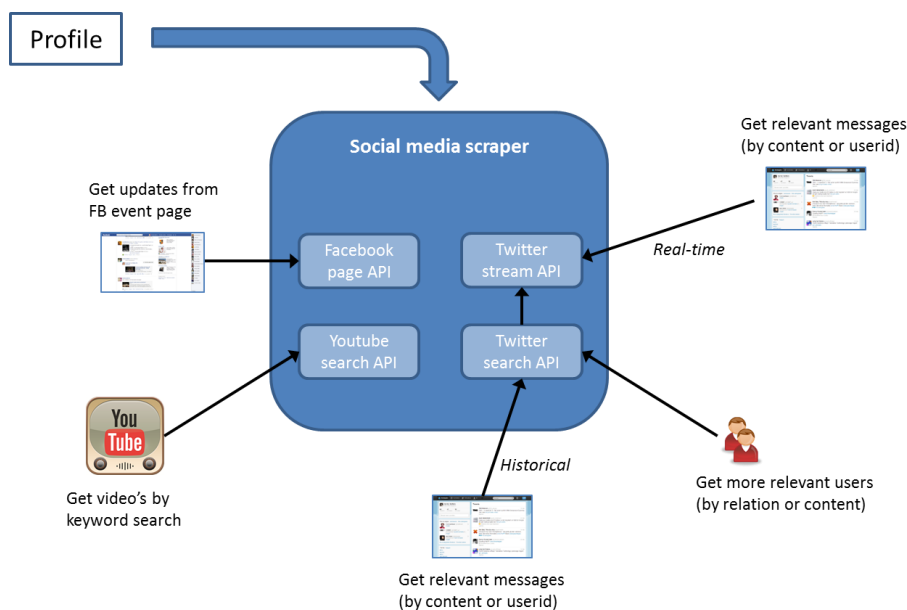 Profile
Social media scraper
Get relevant messages
(by content or userid)
Get updates from
FB event page
Facebook
page API
Twitter
stream API
Real-time
Youtube
search API
Twitter
search API
You
Tube
Historical
Get video's by
keyword search
Get more relevant users
(by relation or content)
Get relevant messages
(by content or userid)